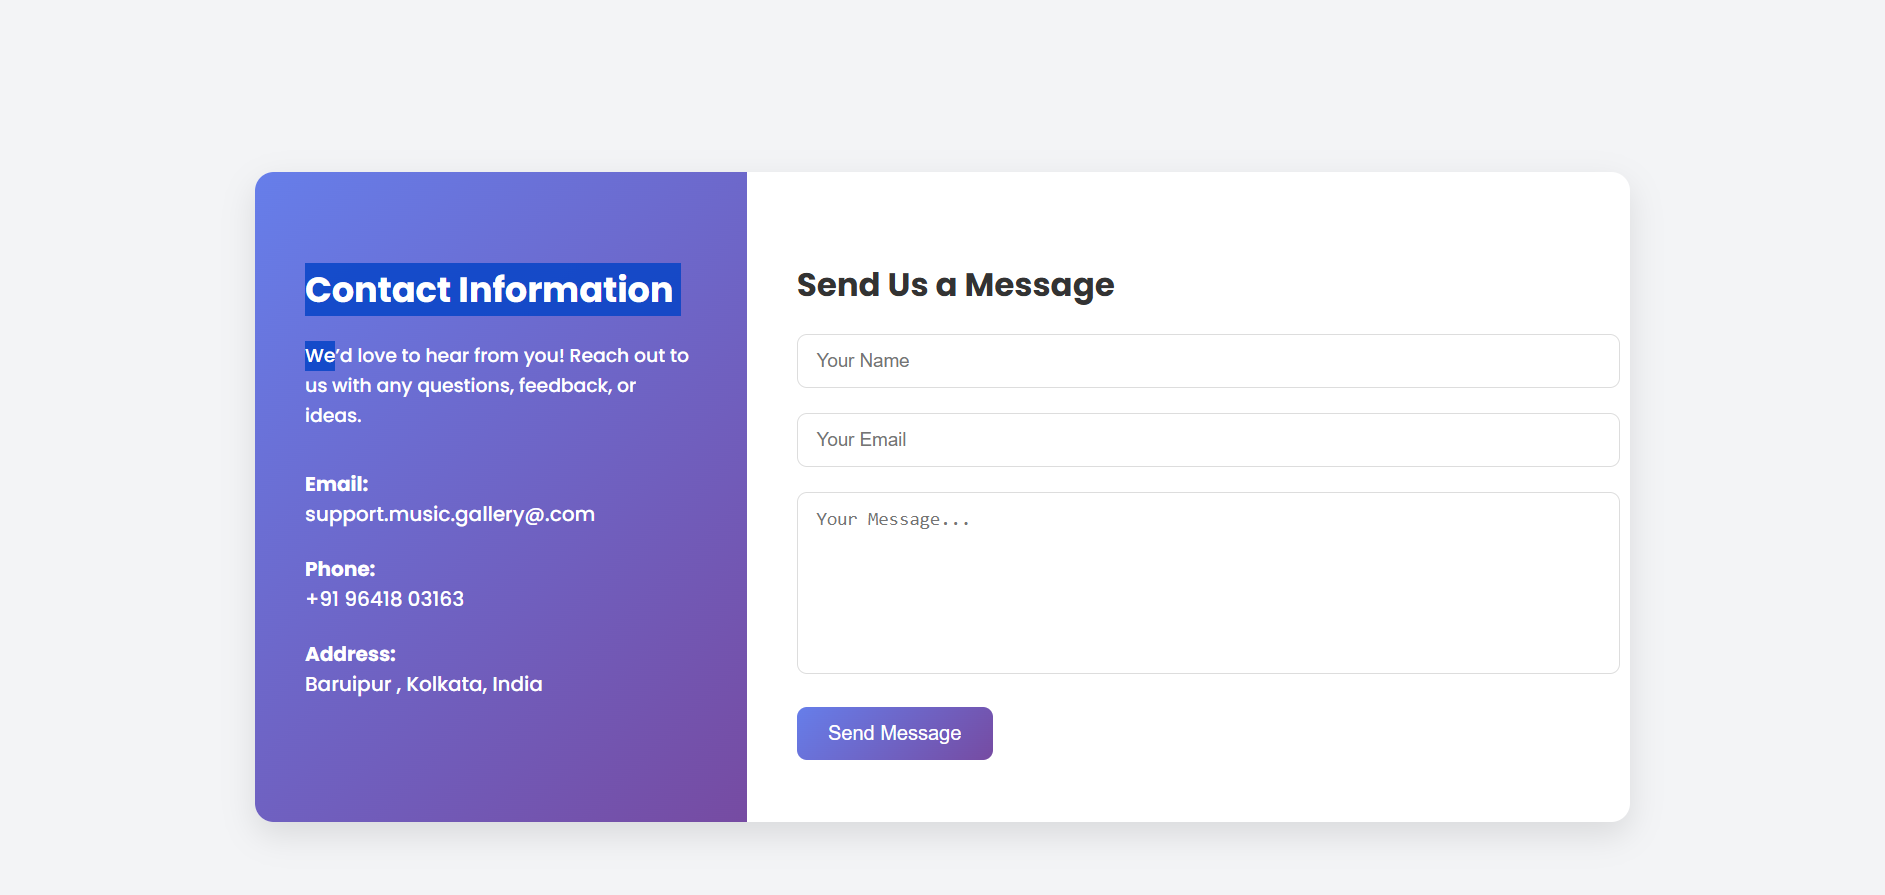 Contact Information
We’d love to hear from you! Reach out to
us with any questions, feedback, or
ideas.
Email:
support.music.gallery@.com
Phone:
+91 96418 03163
Address:
Baruipur , Kolkata, India
Send Us a Message
Your Name
Your Email
Your Message...
Send Message